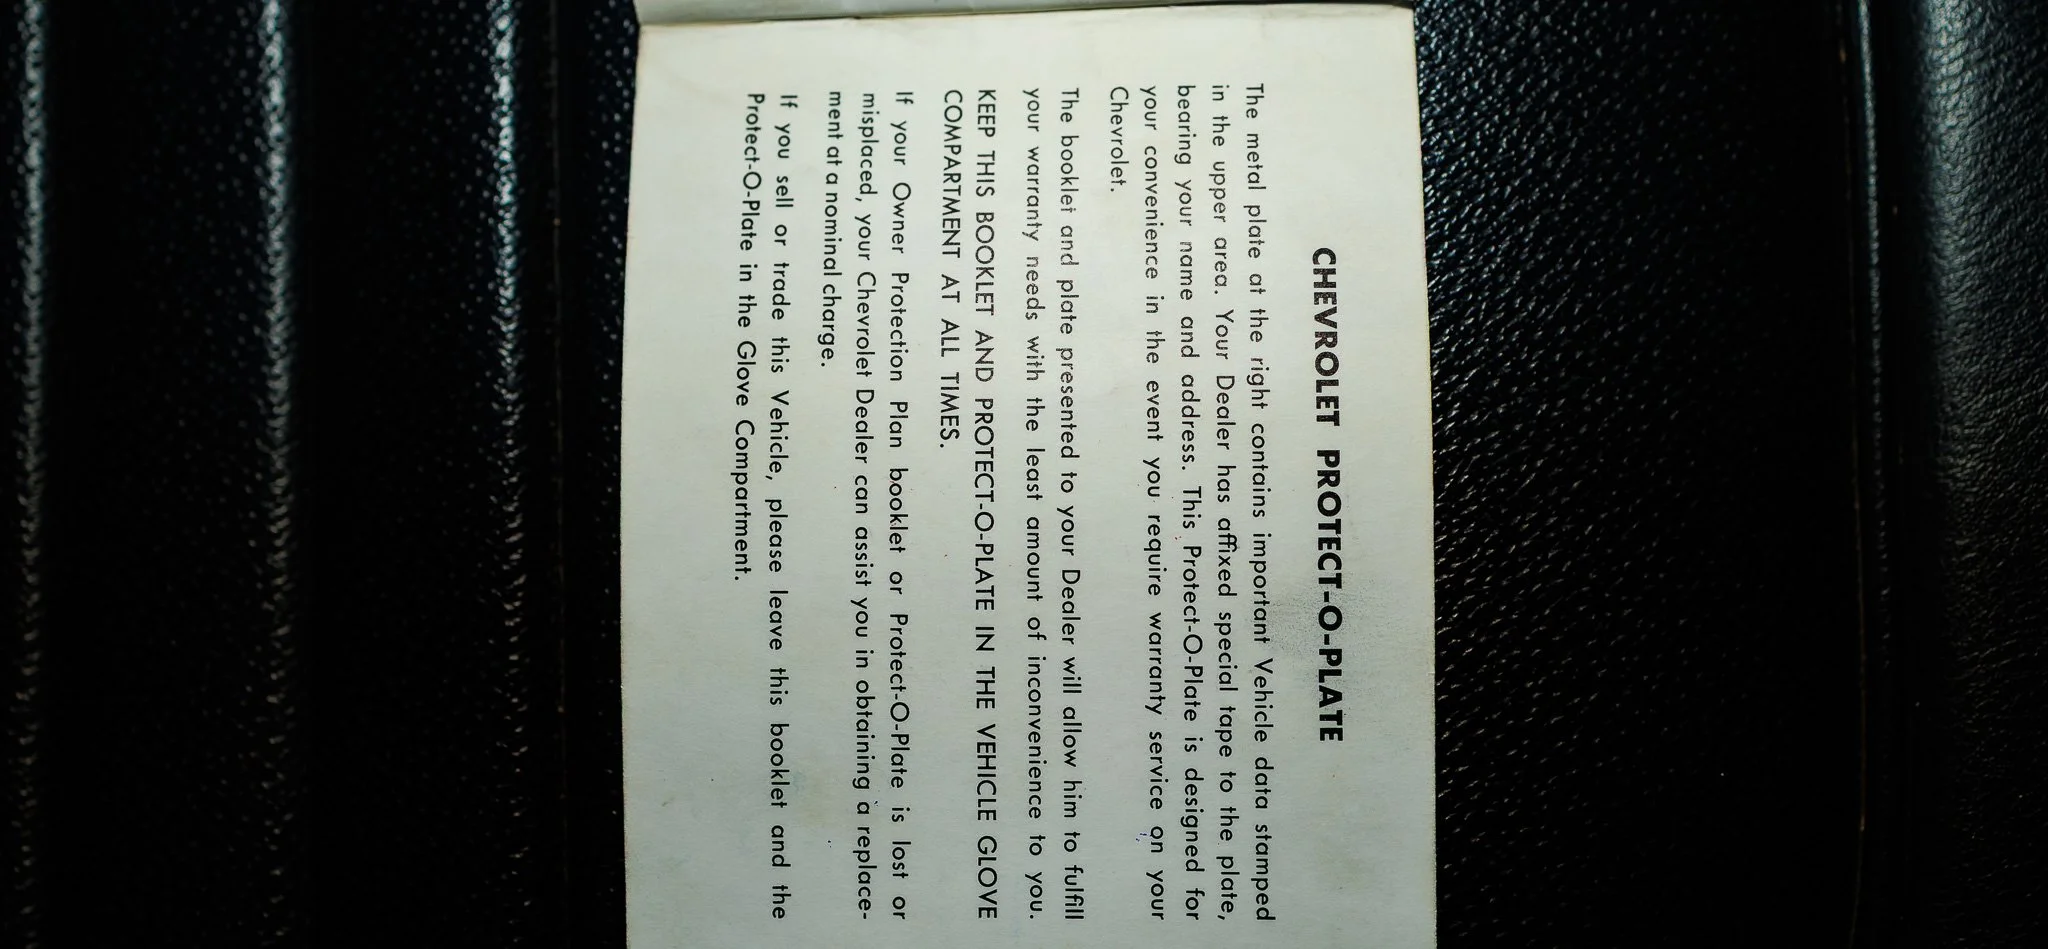 CHEVROLET PROTECT-O-PLATE
The metal plate at the right contains important Vehicle data stamped
in the upper area. Your Dealer has affixed special tape to the plate,
bearing your name and address. This Protect-O-Plate is designed for
your convenience in the event you require warranty service on your
Chevrolet.
The booklet and plate presented to your Dealer will allow him to fulfill
your warranty needs with the least amount of inconvenience to you.
KEEP THIS BOOKLET AND PROTECT-O-PLATE IN THE VEHICLE GLOVE
COMPARTMENT AT ALL TIMES.
If your Owner Protection Plan booklet or Protect-O-Plate is lost or
misplaced, your Chevrolet Dealer can assist you in obtaining a replace-
ment at a nominal charge.
If you sell or trade this Vehicle, please leave this booklet and the
Protect-O-Plate in the Glove Compartment.